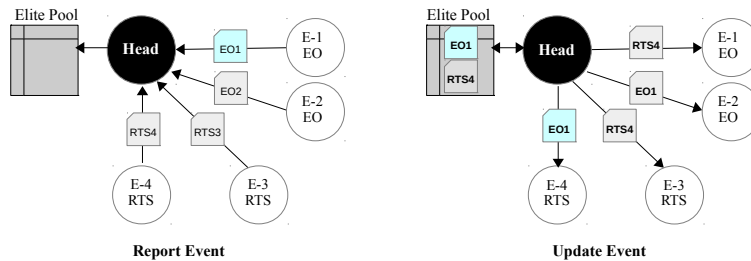 Elite Pool
Head
EO1
E-1
EO
EO2
E-2
EO
RTS4
RTS3
E-4
RTS
E-3
RTS
Report Event
Elite Pool
EO1
RTS4
Head
RTS4
E-1
EO
EO1
E-2
EO
EO1
RTS4
E-4
RTS
E-3
RTS
Update Event